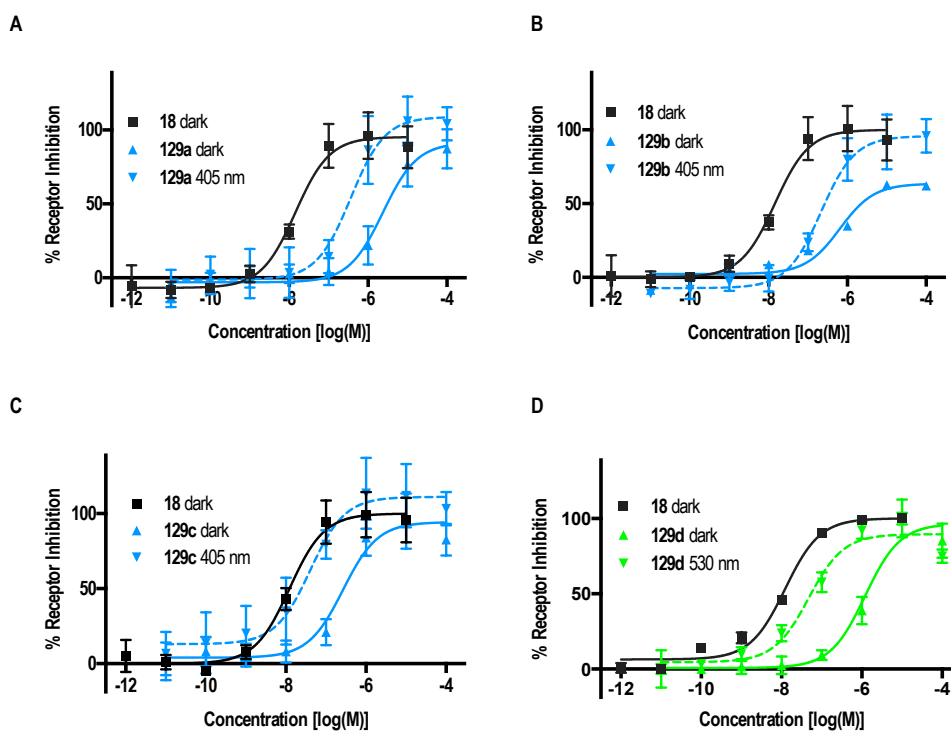 A
% Receptor Inhibition
100
50
0
18 dark
129a dark
129a 405 nm
-12
-10
-8
-6
-4
Concentration [log(M)]
B
% Receptor Inhibition
100
50
0
18 dark
129b dark
129b 405 nm
-12
-10
-8
-6
-4
Concentration [log(M)]
C
% Receptor Inhibition
100
50
0
18 dark
129c dark
129c 405 nm
-12
-10
-8
-6
-4
Concentration [log(M)]
D
% Receptor Inhibition
100
50
0
18 dark
129d dark
129d 530 nm
-12
-10
-8
-6
-4
Concentration [log(M)]